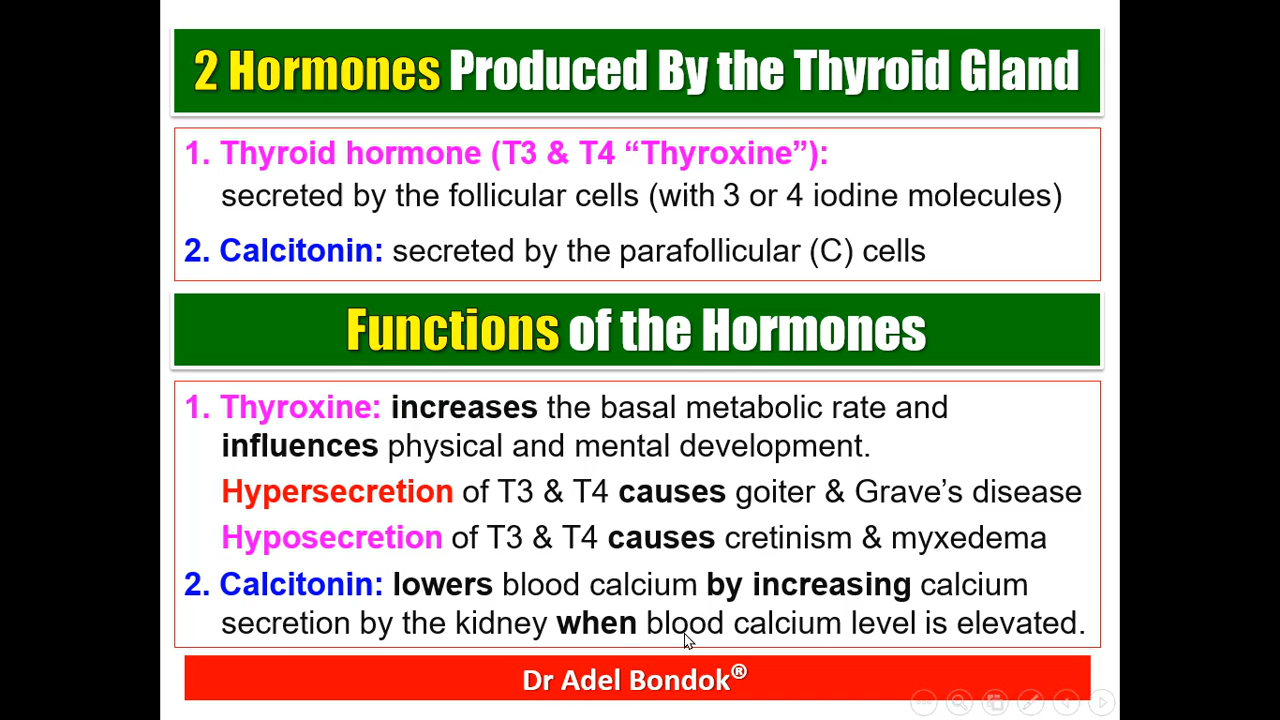 2 Hormones Produced By the Thyroid Gland
1. Thyroid hormone (T3 & T4 “Thyroxine”):
secreted by the follicular cells (with 3 or 4 iodine molecules)
2. Calcitonin: secreted by the parafollicular (C) cells
Functions of the Hormones
1. Thyroxine: increases the basal metabolic rate and
influences physical and mental development.
Hypersecretion of T3 & T4 causes goiter & Grave’s disease
Hyposecretion of T3 & T4 causes cretinism & myxedema
2. Calcitonin: lowers blood calcium by increasing calcium
secretion by the kidney when blood calcium level is elevated.
Dr Adel Bondok®